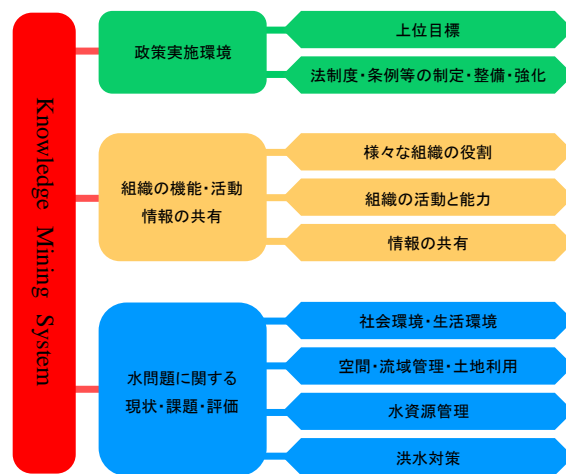 Knowledge Mining System
政策実施環境
上位目標
法制度・条例等の制定・整備・強化
組織の機能・活動
情報の共有
様々な組織の役割
組織の活動と能力
情報の共有
水問題に関する
現状・課題・評価
社会環境・生活環境
空間・流域管理・土地利用
水資源管理
洪水対策